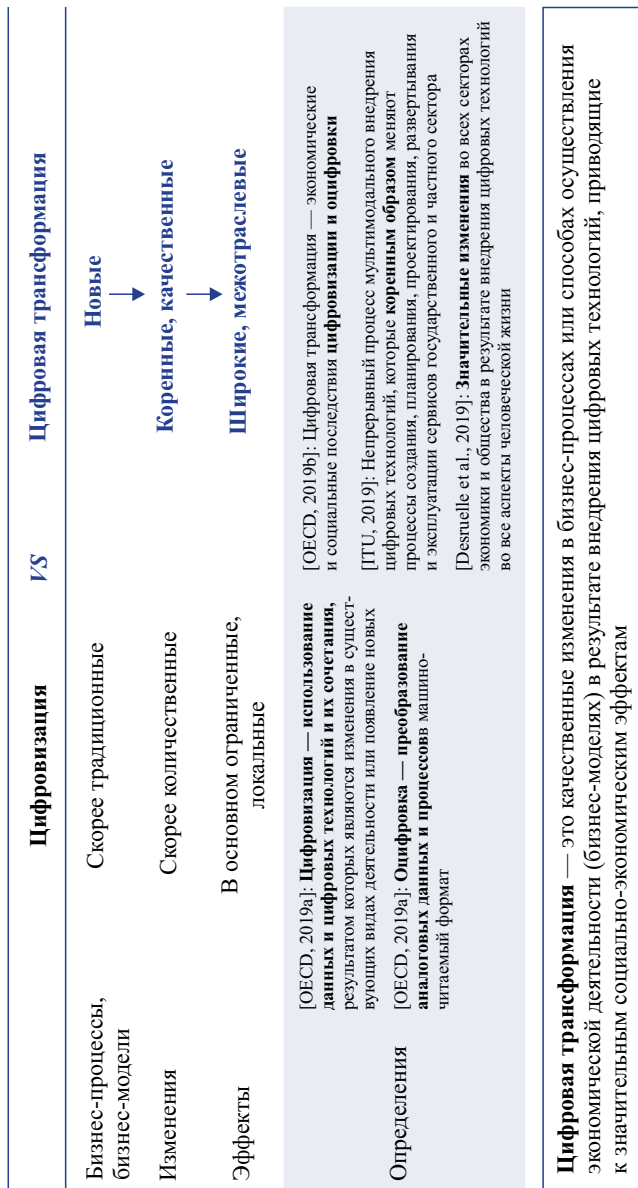 Цифровизация VS Цифровая трансформация
Бизнес-процессы,
бизнес-модели
Скорее традиционные
Новые
Изменения
Скорее количественные
Коренные, качественные
Эффекты
В основном ограниченные,
локальные
Широкие, межотраслевые
Определения
[OECD, 2019a]: Цифровизация — использование
данных и цифровых технологий и их сочетания,
результатом которых являются изменения в сущест-
вующих видах деятельности или появление новых
[OECD, 2019a]: Оцифровка — преобразование
аналоговых данных и процессовв машино-
читаемый формат
[OECD, 2019b]: Цифровая трансформация — экономические
и социальные последствия цифровизации и оцифровки
[ITU, 2019]: Непрерывный процесс мультимодального внедрения
цифровых технологий, которые коренным образом меняют
процессы создания, планирования, проектирования, развертывания
и эксплуатации сервисов государственного и частного сектора
[Desruelle et al., 2019]: Значительные изменения во всех секторах
экономики и общества в результате внедрения цифровых технологий
во все аспекты человеческой жизни
Цифровая трансформация — это качественные изменения в бизнес-процессах или способах осуществления
экономической деятельности (бизнес-моделях) в результате внедрения цифровых технологий, приводящие
к значительным социально-экономическим эффектам